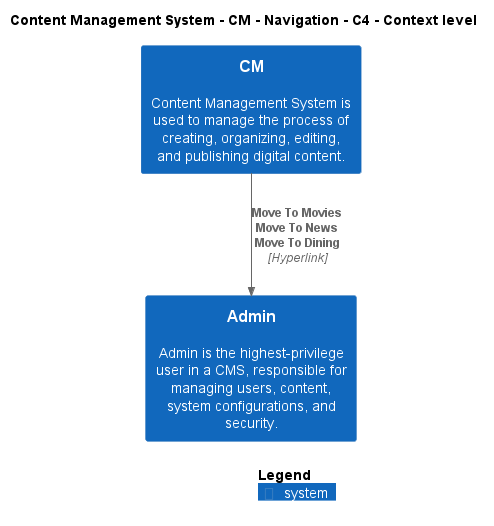 Content Management System - CM - Navigation - C4 - Context level
CM
Content Management System is
used to manage the process of
creating, organizing, editing,
and publishing digital content.
Move To Movies
Move To News
Move To Dining
[Hyperlink]
Admin
Admin is the highest-privilege
user in a CMS, responsible for
managing users, content,
system configurations, and
security.
Legend
system